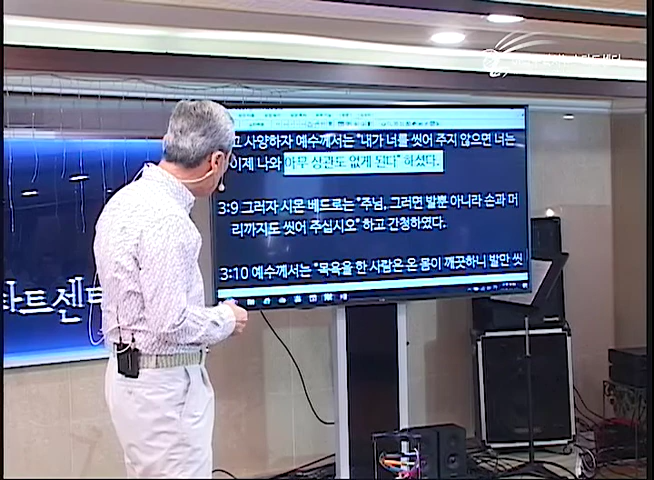 고 사양하자 예수께서는 "내가 너를 씻어 주지 않으면 너는
이제 나와 아무 상관도 없게 된다" 하셨다.
3:9 그러자 시몬 베드로는 "주님, 그러면 발뿐 아니라 손과 머
리까지도 씻어 주십시오" 하고 간청하였다.
3:10 예수께서는 "목욕을 한 사람은 온 몸이 깨끗하니 발만 씻
타트센터